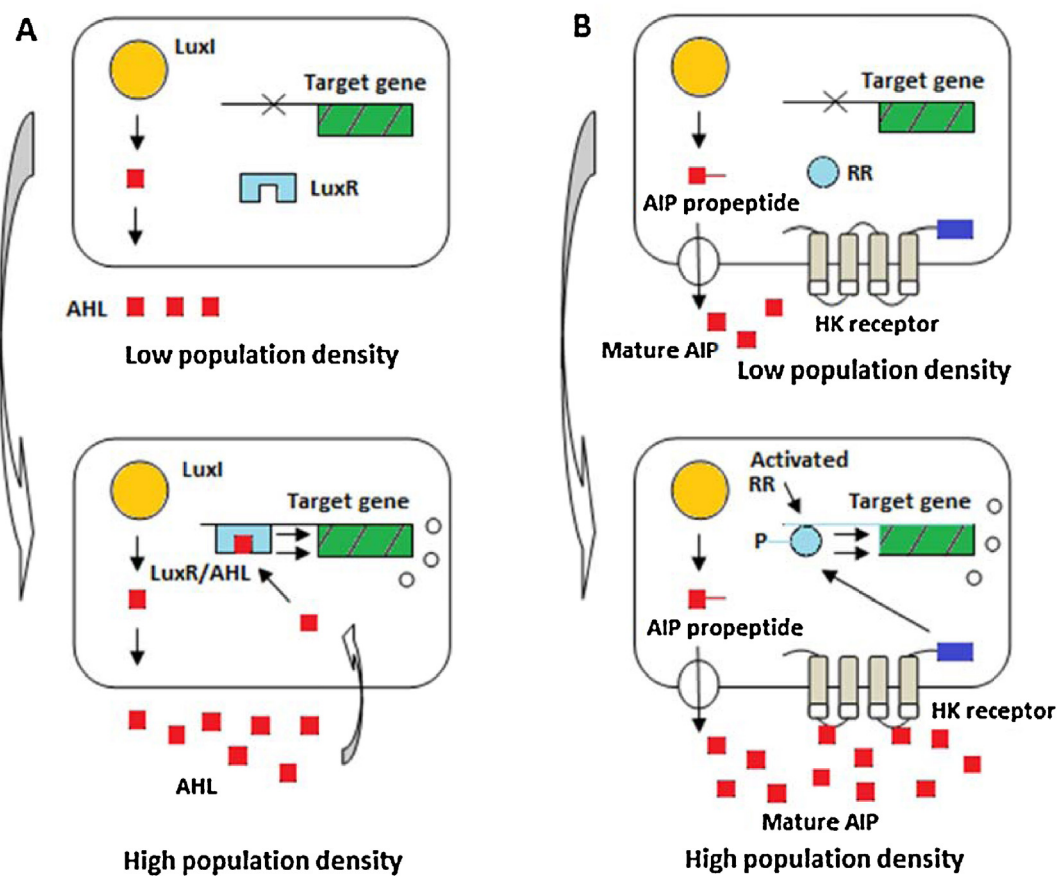 A
LuxI
Target gene
LuxR
AHL
Low population density
LuxI
Target gene
LuxR/AHL
AHL
High population density
B
Target gene
RR
AIP propeptide
HK receptor
Mature AIP
Low population density
Activated
RR
Target gene
P
AIP propeptide
HK receptor
Mature AIP
High population density